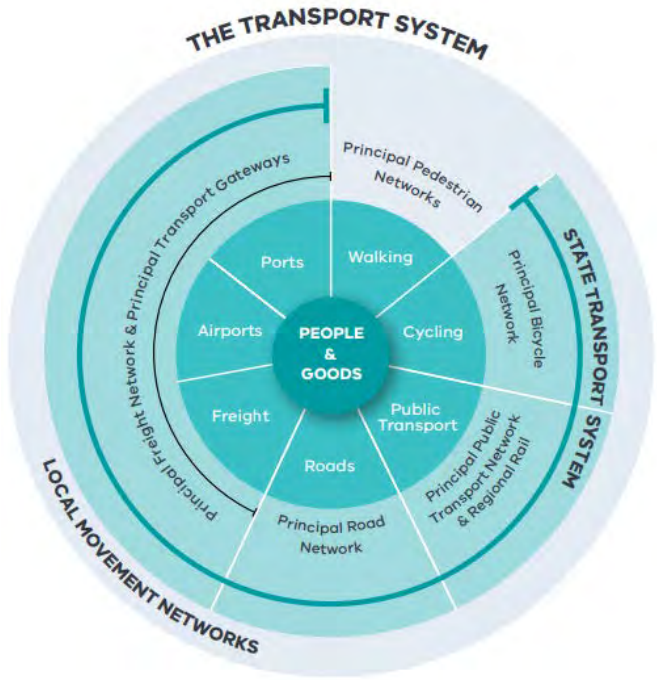 THE TRANSPORT SYSTEM
Principal Pedestrian
Networks
Principal Freight Network & Principal Transport Gateways
Ports
Walking
STATE TRANSPORT SYSTEM
Principal Bicycle
Network
Airports
PEOPLE
&
GOODS
Cycling
Freight
Public
Transport
Roads
Principal Public
Transport Network
& Regional Rail
Principal Road
Network
LOCAL MOVEMENT NETWORKS